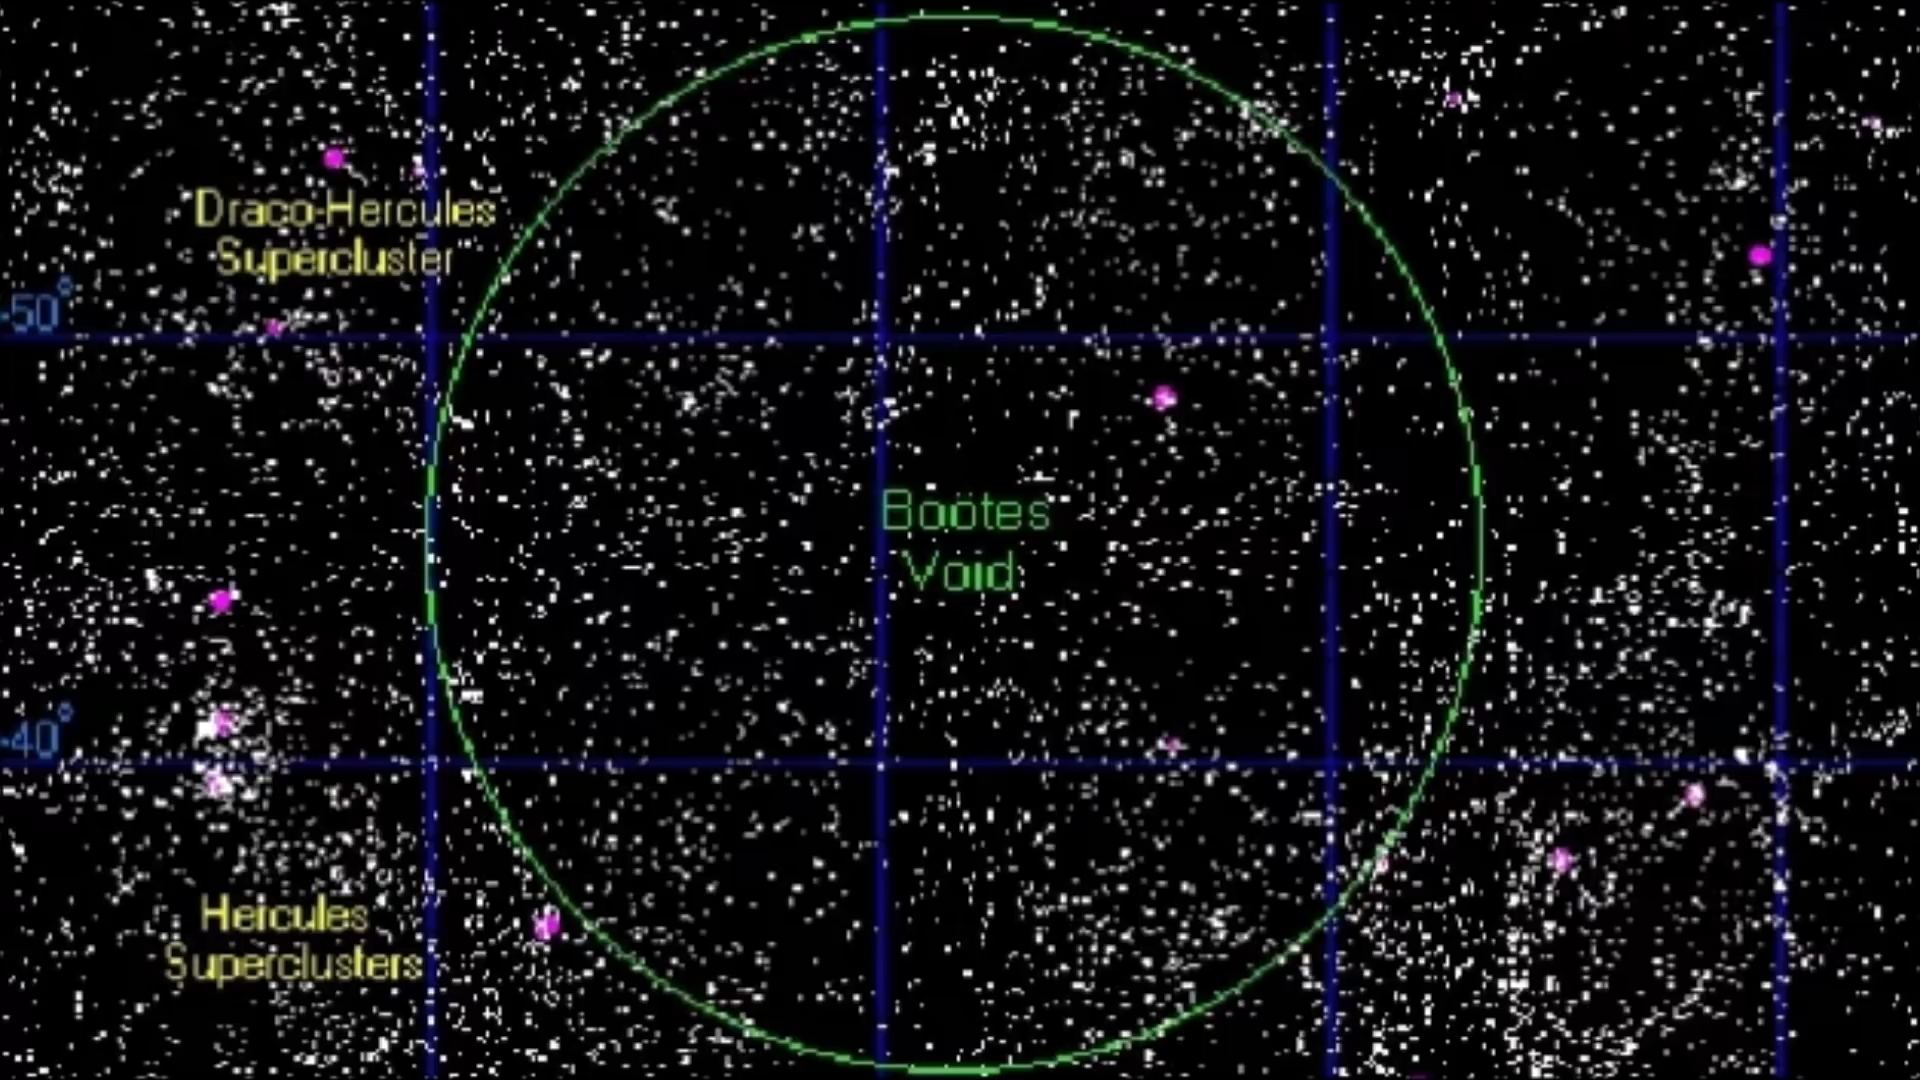 Draco-Hercules
Supercluster
-50°
Bootes
Void
-40°
Hercules
Superclusters